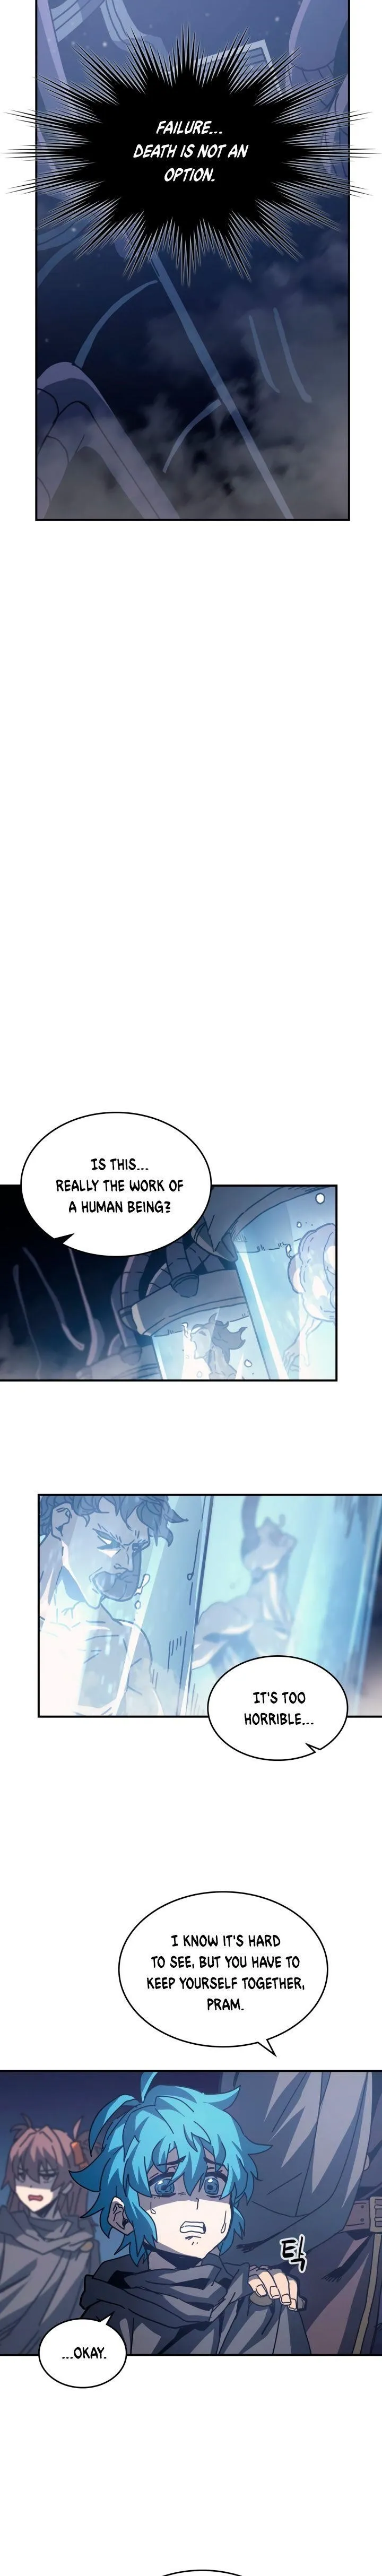 FAILURE...
DEATH IS NOT AN
OPTION.
IS THIS...
REALLY THE WORK OF
A HUMAN BEING?
IT'S TOO
HORRIBLE...
I KNOW IT'S HARD
TO SEE, BUT YOU HAVE TO
KEEP YOURSELF TOGETHER,
PRAM.
탁
...OKAY.